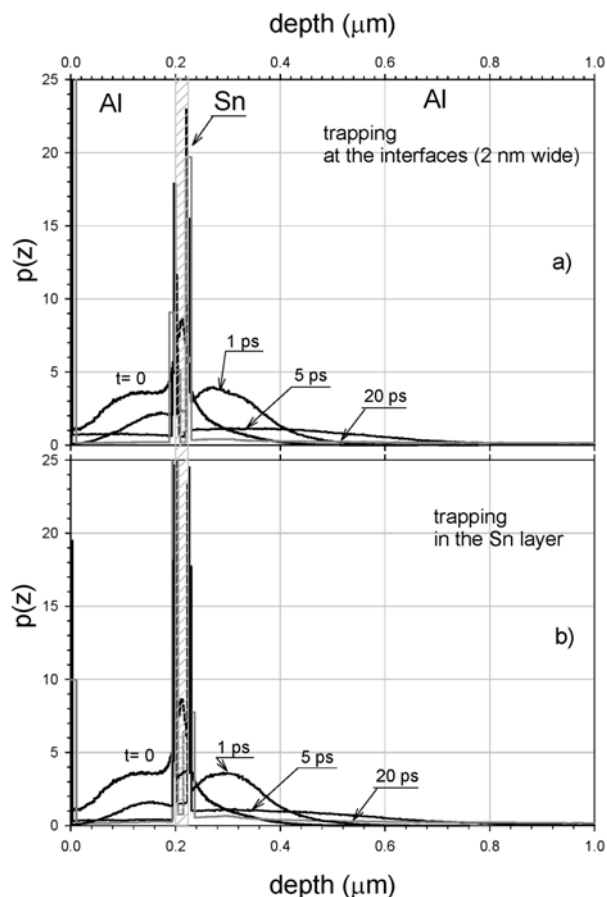 depth (μm)
0.0 0.2 0.4 0.6 0.8 1.0
25
Al Sn Al
trapping
at the interfaces (2 nm wide)
20
15
p(z)
a)
10
1 ps
5
t= 0
5 ps
20 ps
0
25
trapping
in the Sn layer
20
15
p(z)
b)
10
5
t= 0
1 ps
5 ps
20 ps
0
0.0 0.2 0.4 0.6 0.8 1.0
depth (μm)